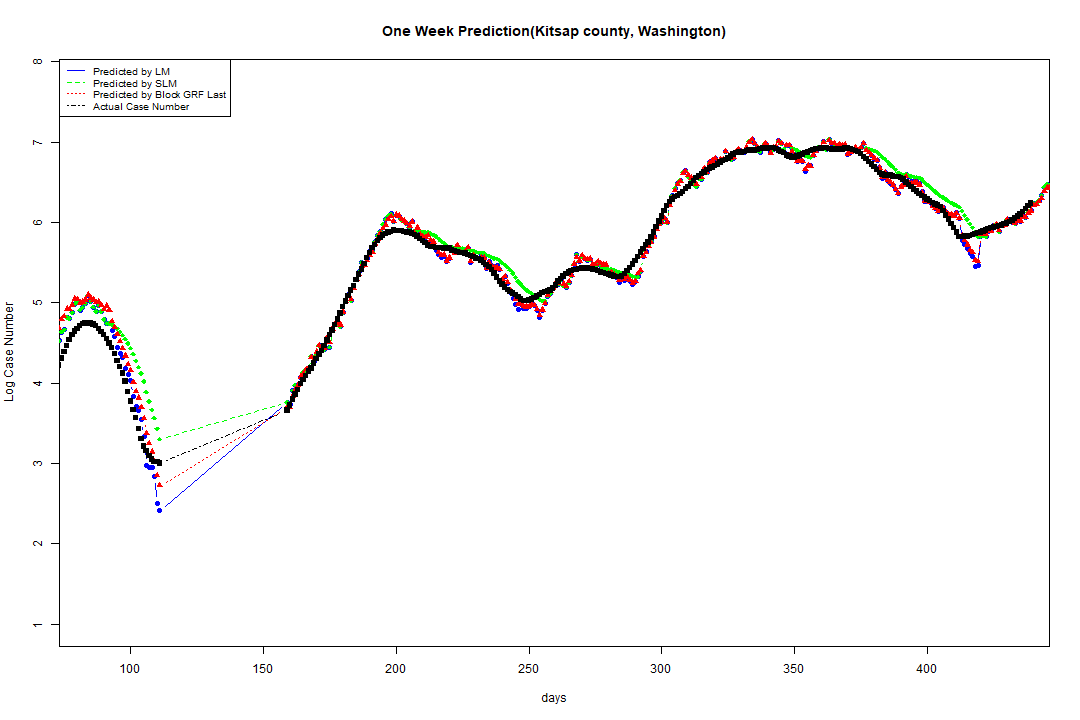 One Week Prediction(Kitsap county, Washington)
Predicted by LM
Predicted by SLM
Predicted by Block GRF Last
Actual Case Number
8
7
6
5
4
3
2
1
Log Case Number
100 150 200 250 300 350 400
days